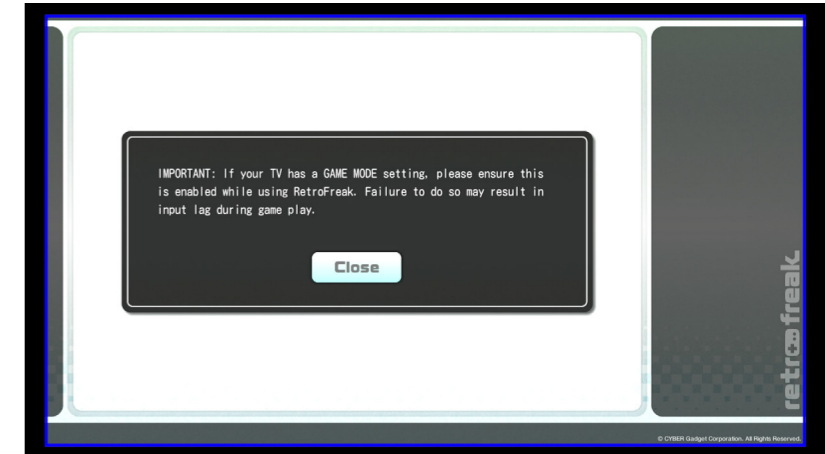 IMPORTANT: If your TV has a GAME MODE setting, please ensure this
is enabled while using RetroFreak. Failure to do so may result in
input lag during game play.
Close
retro freak.
© CYBER Gadget Corporation. All Rights Reserved.